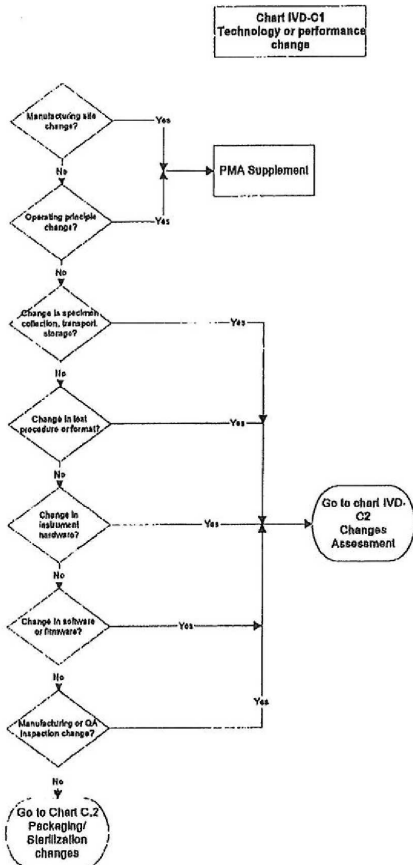 Chart IVD-C1
Technology or performance
change
Manufacturing site
change?
Yes
No
PMA Supplement
Operating principle
change?
Yes
No
Change in specimen
collection, transport,
storage?
Yes
No
Change in test
procedure or format?
Yes
No
Change in
instrument
hardware?
Yes
Go to chart IVD-
C2
Changes
Assessment
No
Change in software
or firmware?
Yes
No
Manufacturing or QA
inspection change?
Yes
No
Go to Chart C.2
Packaging/
Sterilization
changes